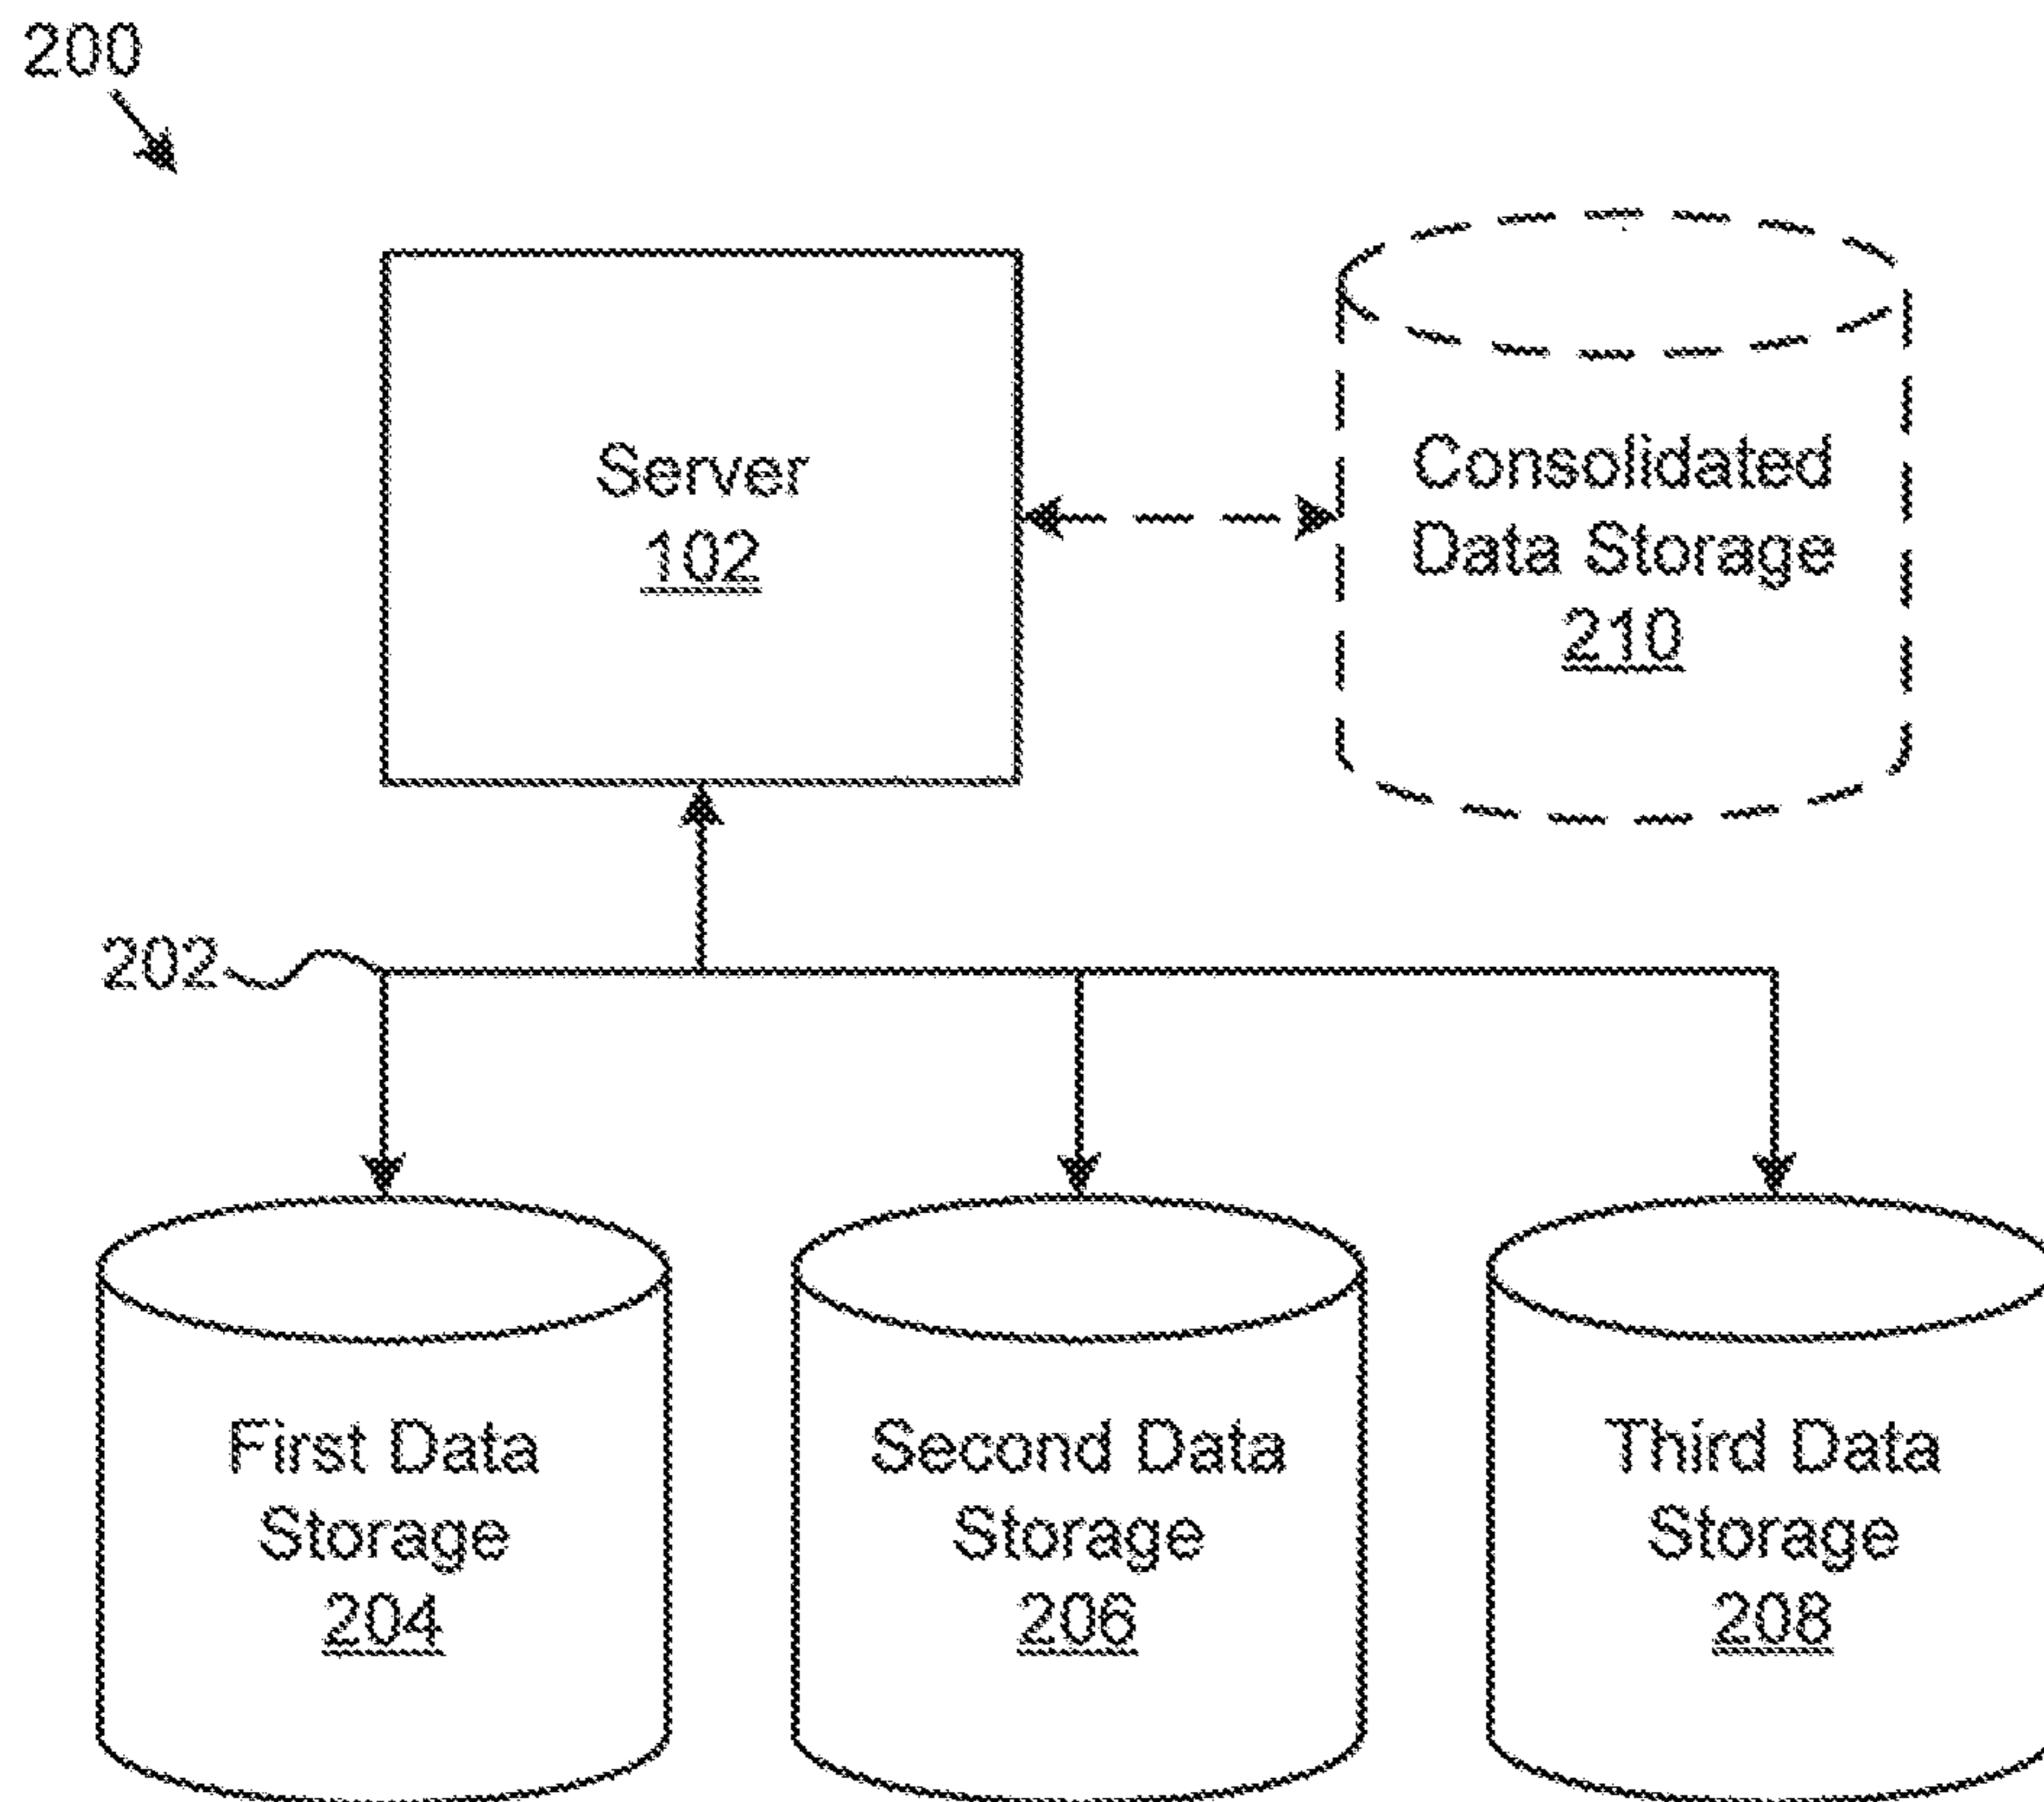 200
Server
102
Consolidated
Data Storage
210
202
First Data
Storage
204
Second Data
Storage
206
Third Data
Storage
208